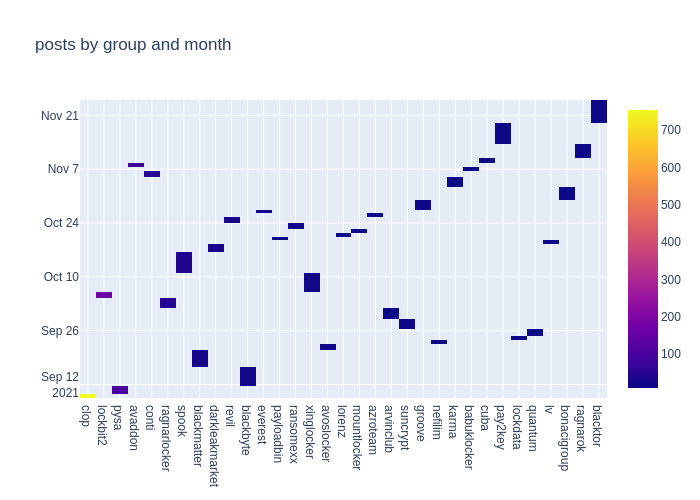 posts by group and month
Nov 21
Nov 7
Oct 24
Oct 10
Sep 26
Sep 12
2021
700
600
500
400
300
200
100
clop
lockbit2
pysa
avaddon
conti
ragnarlocker
spook
blackmatter
darkleakmarket
revil
blackbyte
everest
payloadbin
ransomexx
xinglocker
avoslocker
lorenz
mountlocker
azroteam
arvinclub
suncrypt
groove
nefilim
karma
babuklocker
cuba
pay2key
lockdata
quantum
lv
bonacigroup
ragnarok
blacktor